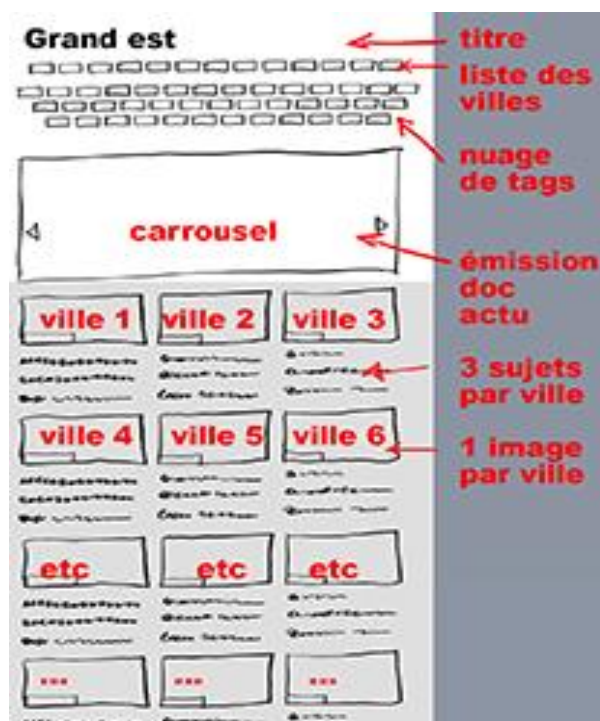 Grand est
titre
liste des
villes
nuage
de tags
carrousel
émission
doc
actu
ville 1
ville 2
ville 3
3 sujets
par ville
ville 4
ville 5
ville 6
1 image
par ville
etc
etc
etc
...
...
...